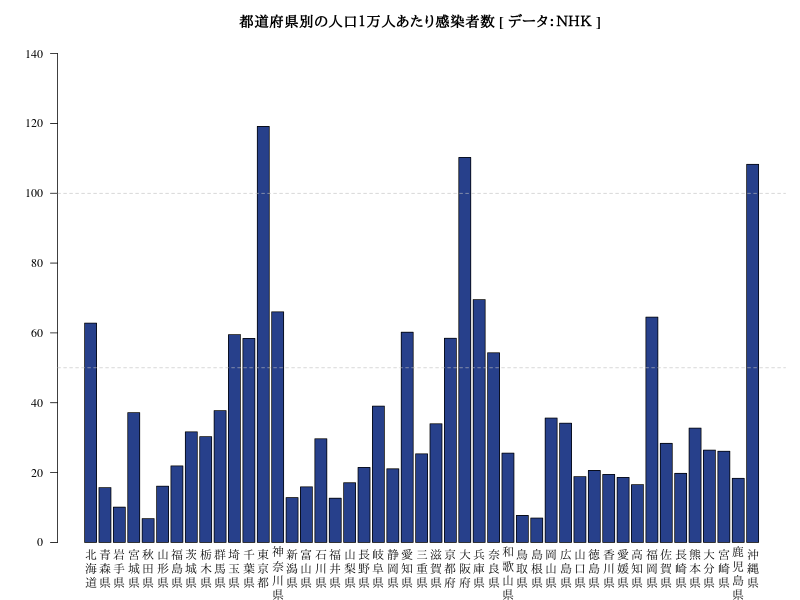 都道府県別の人口1万人あたり感染者数 [ データ：NHK ]
140
120
100
80
60
40
20
0
北海道
青森県
岩手県
宮城県
秋田県
山形県
福島県
茨城県
栃木県
群馬県
埼玉県
千葉県
東京都
神奈川県
新潟県
富山県
石川県
福井県
山梨県
長野県
岐阜県
静岡県
愛知県
三重県
滋賀県
京都府
大阪府
兵庫県
奈良県
和歌山県
鳥取県
島根県
岡山県
広島県
山口県
徳島県
香川県
愛媛県
高知県
福岡県
佐賀県
長崎県
熊本県
大分県
宮崎県
鹿児島県
沖縄県